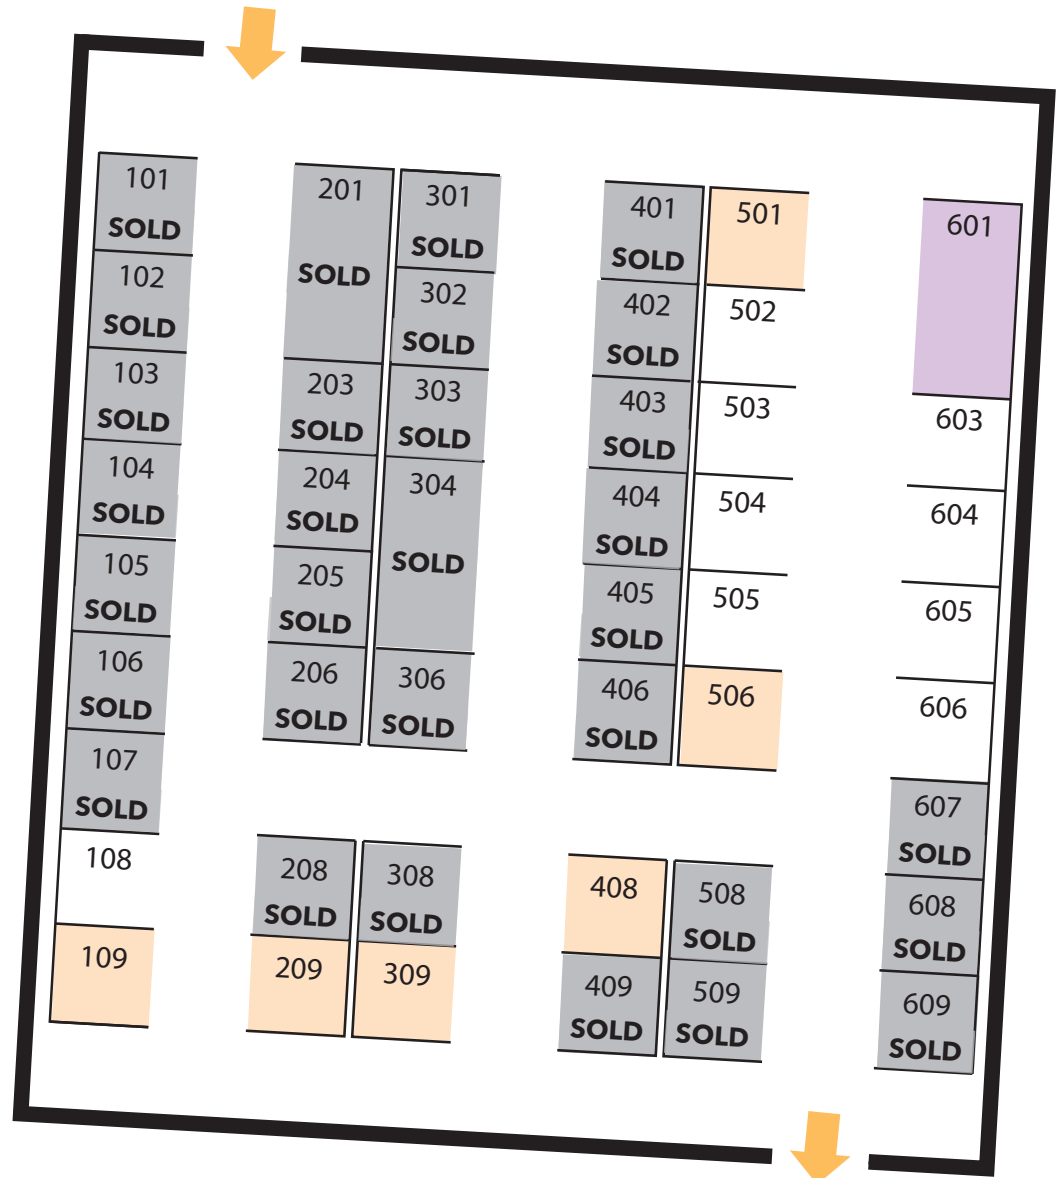 101
SOLD
102
SOLD
103
SOLD
104
SOLD
105
SOLD
106
SOLD
107
SOLD
108
109
201
SOLD
203
SOLD
204
SOLD
205
SOLD
206
SOLD
208
SOLD
209
301
SOLD
302
SOLD
303
SOLD
304
SOLD
306
SOLD
308
SOLD
309
401
SOLD
402
SOLD
403
SOLD
404
SOLD
405
SOLD
406
SOLD
408
409
SOLD
501
502
503
504
505
506
508
SOLD
509
SOLD
601
603
604
605
606
607
SOLD
608
SOLD
609
SOLD